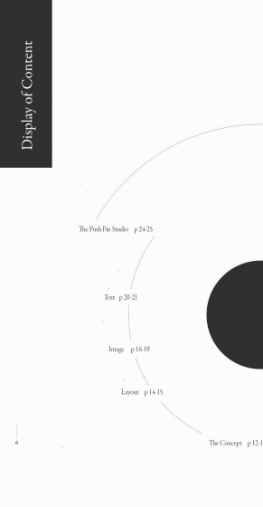 Display of Content
The Push Pin Studio p 24-25
Text p 20-21
Image p 16-19
Layout p 14-15
The Concept p 12-1